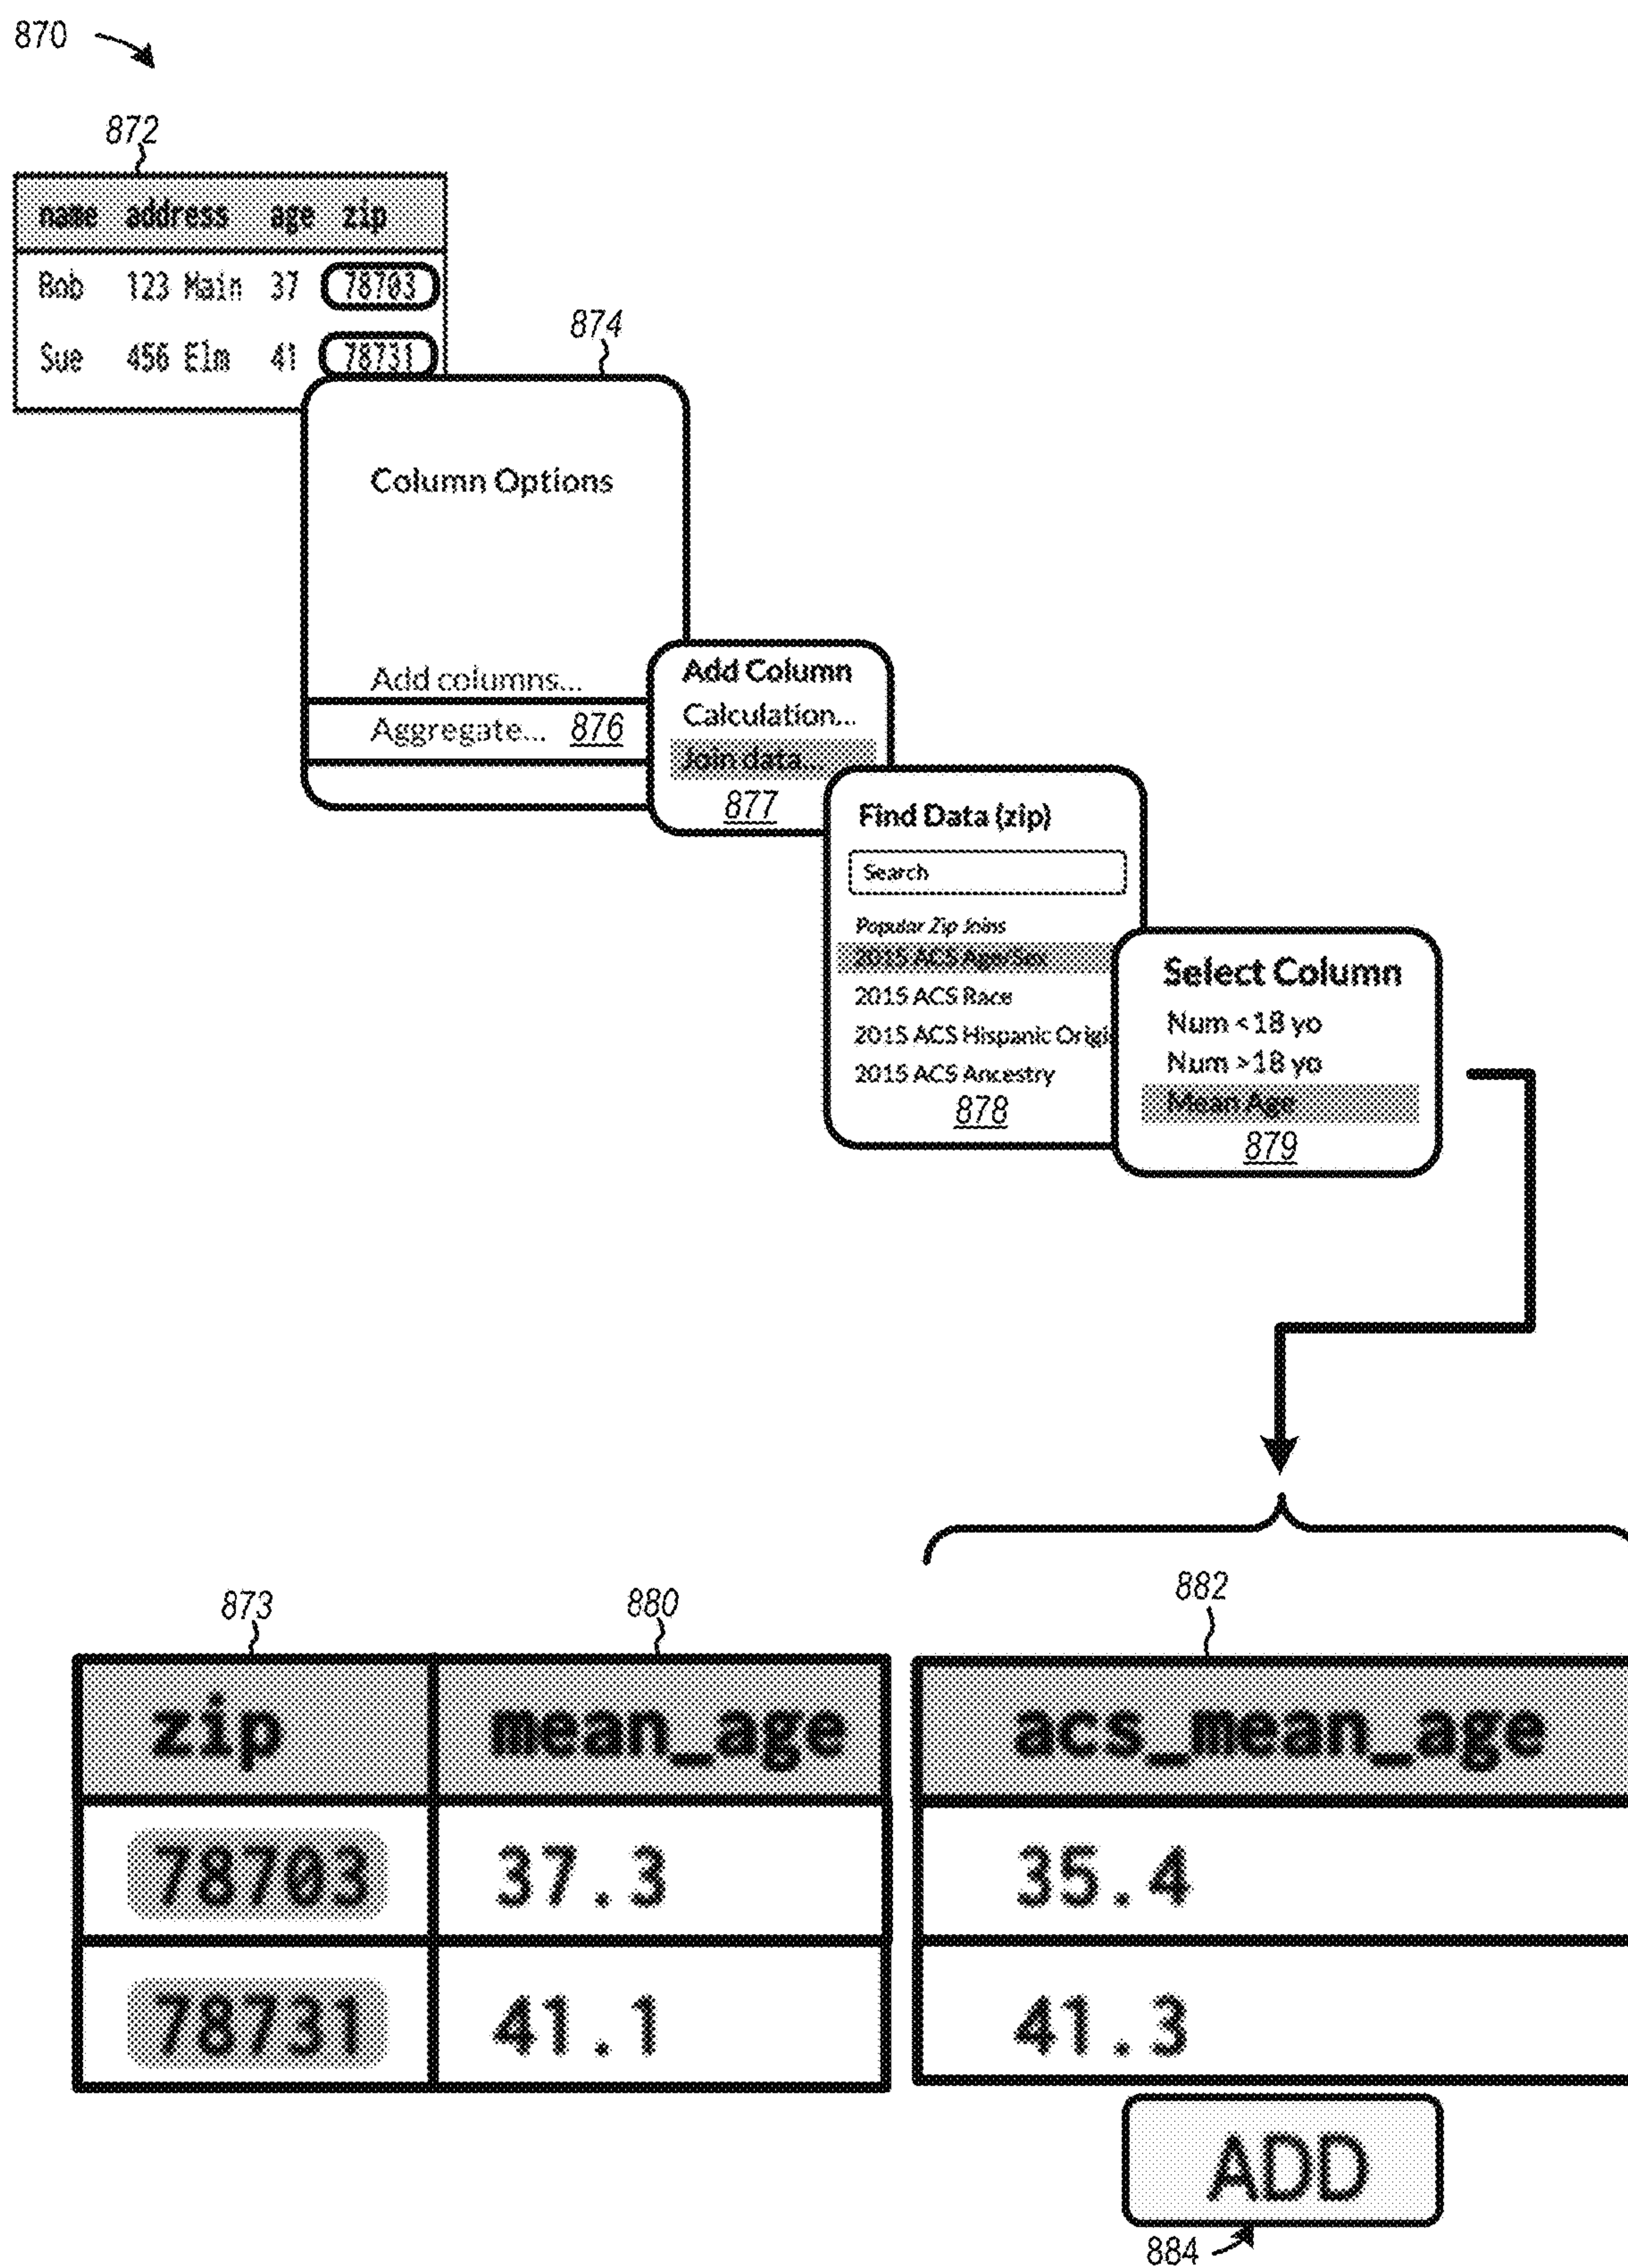 870
872
name address age zip
Bob 123 Main 37 78703
Sue 456 Elm 41 78731
874
Column Options
Add columns...
Aggregate... 876
Add Column
Calculation...
Join data...
877
Find Data (zip)
Search
Popular Zip Joins
2015 ACS Age/Sex
2015 ACS Race
2015 ACS Hispanic Origi
2015 ACS Ancestry
878
Select Column
Num <18 yo
Num >18 yo
Mean Age
879
873 880 882
zip mean_age acs_mean_age
78703 37.3 35.4
78731 41.1 41.3
ADD
884